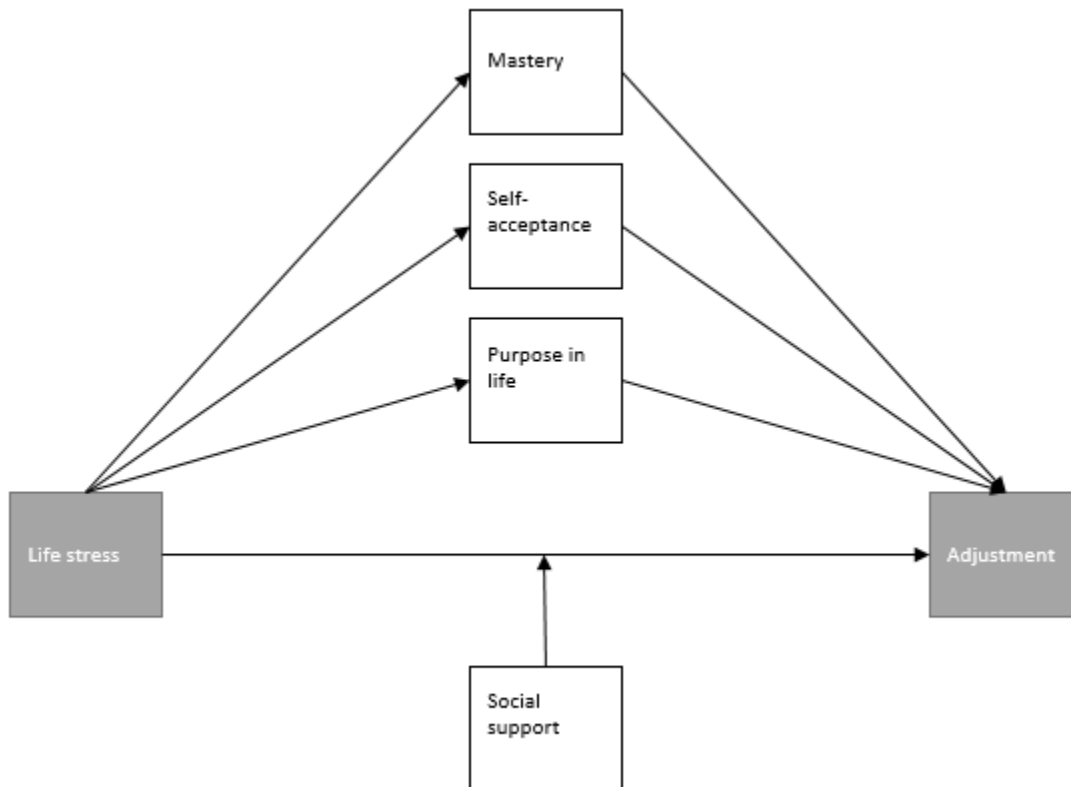 Mastery
Self-
acceptance
Purpose in
life
Life stress
Adjustment
Social
support